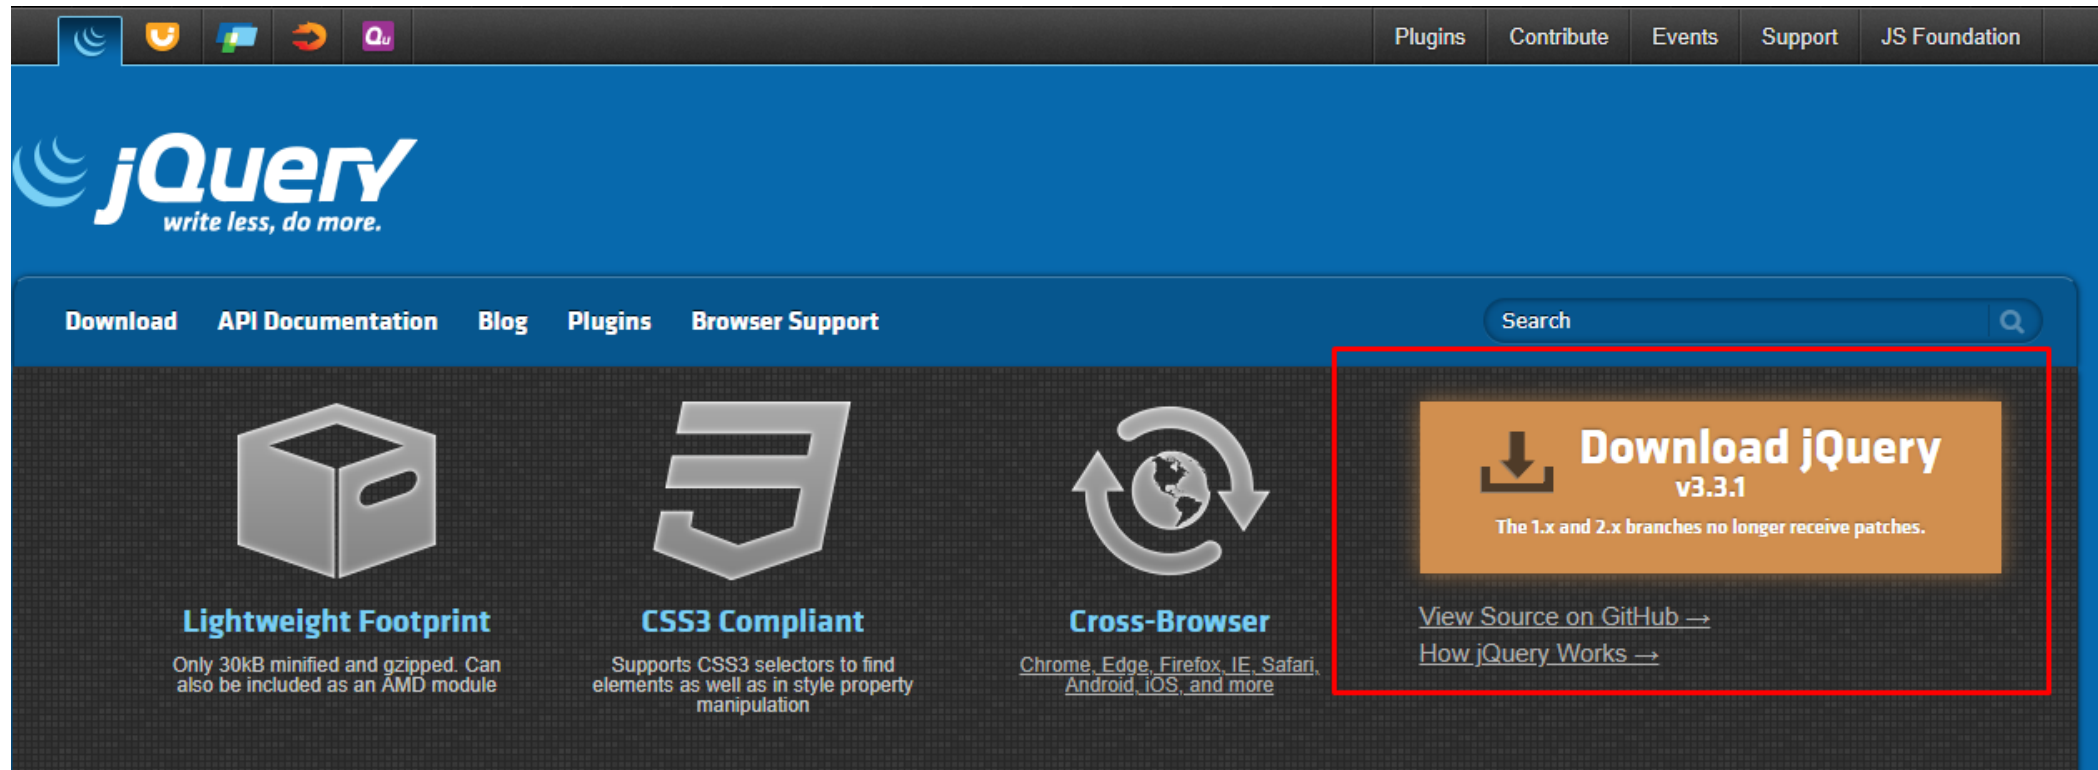 Plugins Contribute Events Support JS Foundation
jQuery
write less, do more.
Download API Documentation Blog Plugins Browser Support
Search
Lightweight Footprint
Only 30kB minified and gzipped. Can
also be included as an AMD module
CSS3 Compliant
Supports CSS3 selectors to find
elements as well as in style property
manipulation
Cross-Browser
Chrome, Edge, Firefox, IE, Safari,
Android, iOS, and more
Download jQuery
v3.3.1
The 1.x and 2.x branches no longer receive patches.
View Source on GitHub →
How jQuery Works →